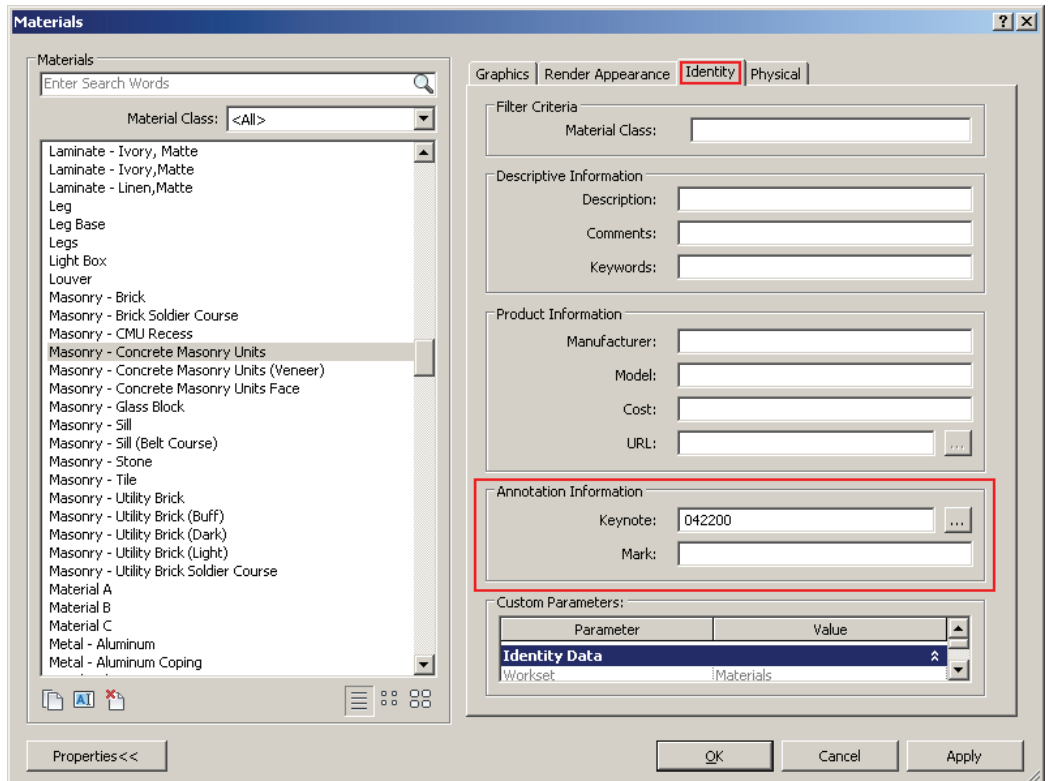 Materials
Materials
Enter Search Words
Material Class: <All>
Laminate - Ivory, Matte
Laminate - Ivory,Matte
Laminate - Linen,Matte
Leg
Leg Base
Legs
Light Box
Louver
Masonry - Brick
Masonry - Brick Soldier Course
Masonry - CMU Recess
Masonry - Concrete Masonry Units
Masonry - Concrete Masonry Units (Veneer)
Masonry - Concrete Masonry Units Face
Masonry - Glass Block
Masonry - Sill
Masonry - Sill (Belt Course)
Masonry - Stone
Masonry - Tile
Masonry - Utility Brick
Masonry - Utility Brick (Buff)
Masonry - Utility Brick (Dark)
Masonry - Utility Brick (Light)
Masonry - Utility Brick Soldier Course
Material A
Material B
Material C
Metal - Aluminum
Metal - Aluminum Coping
AI
Properties<<
Graphics Render Appearance Identity Physical
Filter Criteria
Material Class:
Descriptive Information
Description:
Comments:
Keywords:
Product Information
Manufacturer:
Model:
Cost:
URL: ...
Annotation Information
Keynote: 042200 ...
Mark:
Custom Parameters:
Parameter Value
Identity Data
Workset Materials
OK Cancel Apply